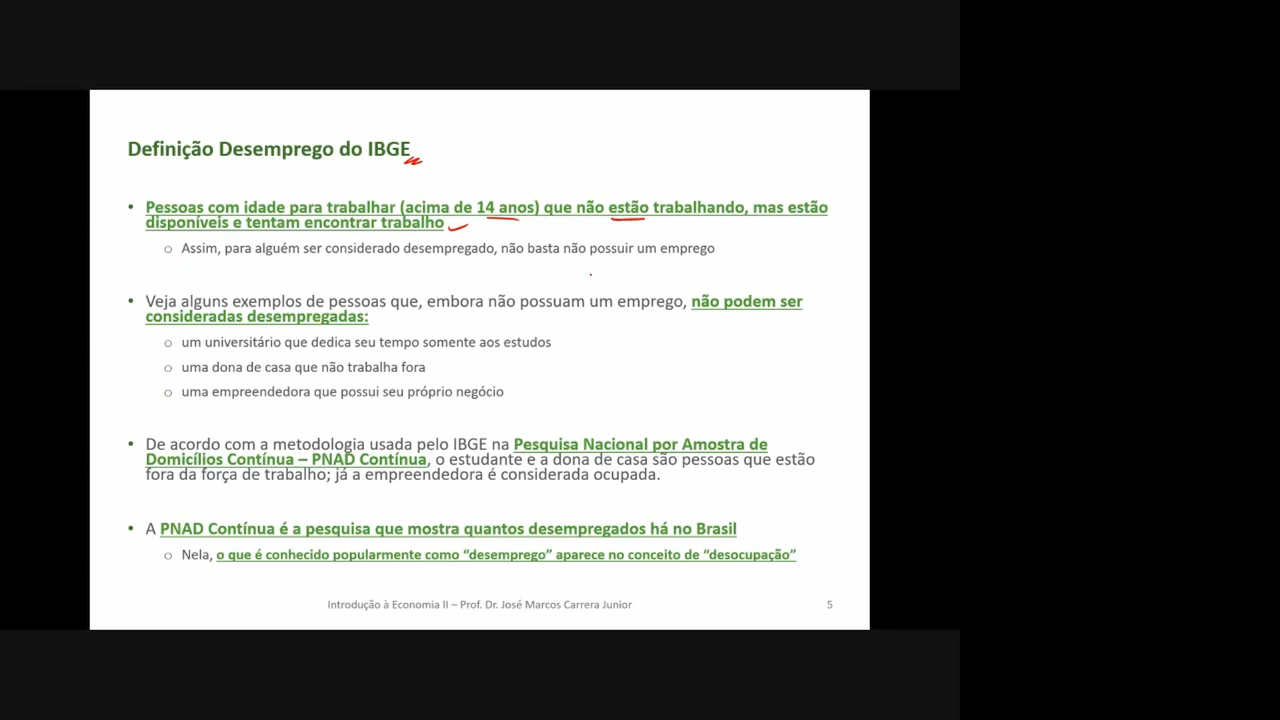 Definição Desemprego do IBGE
• Pessoas com idade para trabalhar (acima de 14 anos) que não estão trabalhando, mas estão
disponíveis e tentam encontrar trabalho
o Assim, para alguém ser considerado desempregado, não basta não possuir um emprego
• Veja alguns exemplos de pessoas que, embora não possuam um emprego, não podem ser
consideradas desempregadas:
o um universitário que dedica seu tempo somente aos estudos
o uma dona de casa que não trabalha fora
o uma empreendedora que possui seu próprio negócio
• De acordo com a metodologia usada pelo IBGE na Pesquisa Nacional por Amostra de
Domicílios Contínua – PNAD Contínua, o estudante e a dona de casa são pessoas que estão
fora da força de trabalho; já a empreendedora é considerada ocupada.
• A PNAD Contínua é a pesquisa que mostra quantos desempregados há no Brasil
o Nela, o que é conhecido popularmente como “desemprego” aparece no conceito de “desocupação”
Introdução à Economia II – Prof. Dr. José Marcos Carrera Junior
5